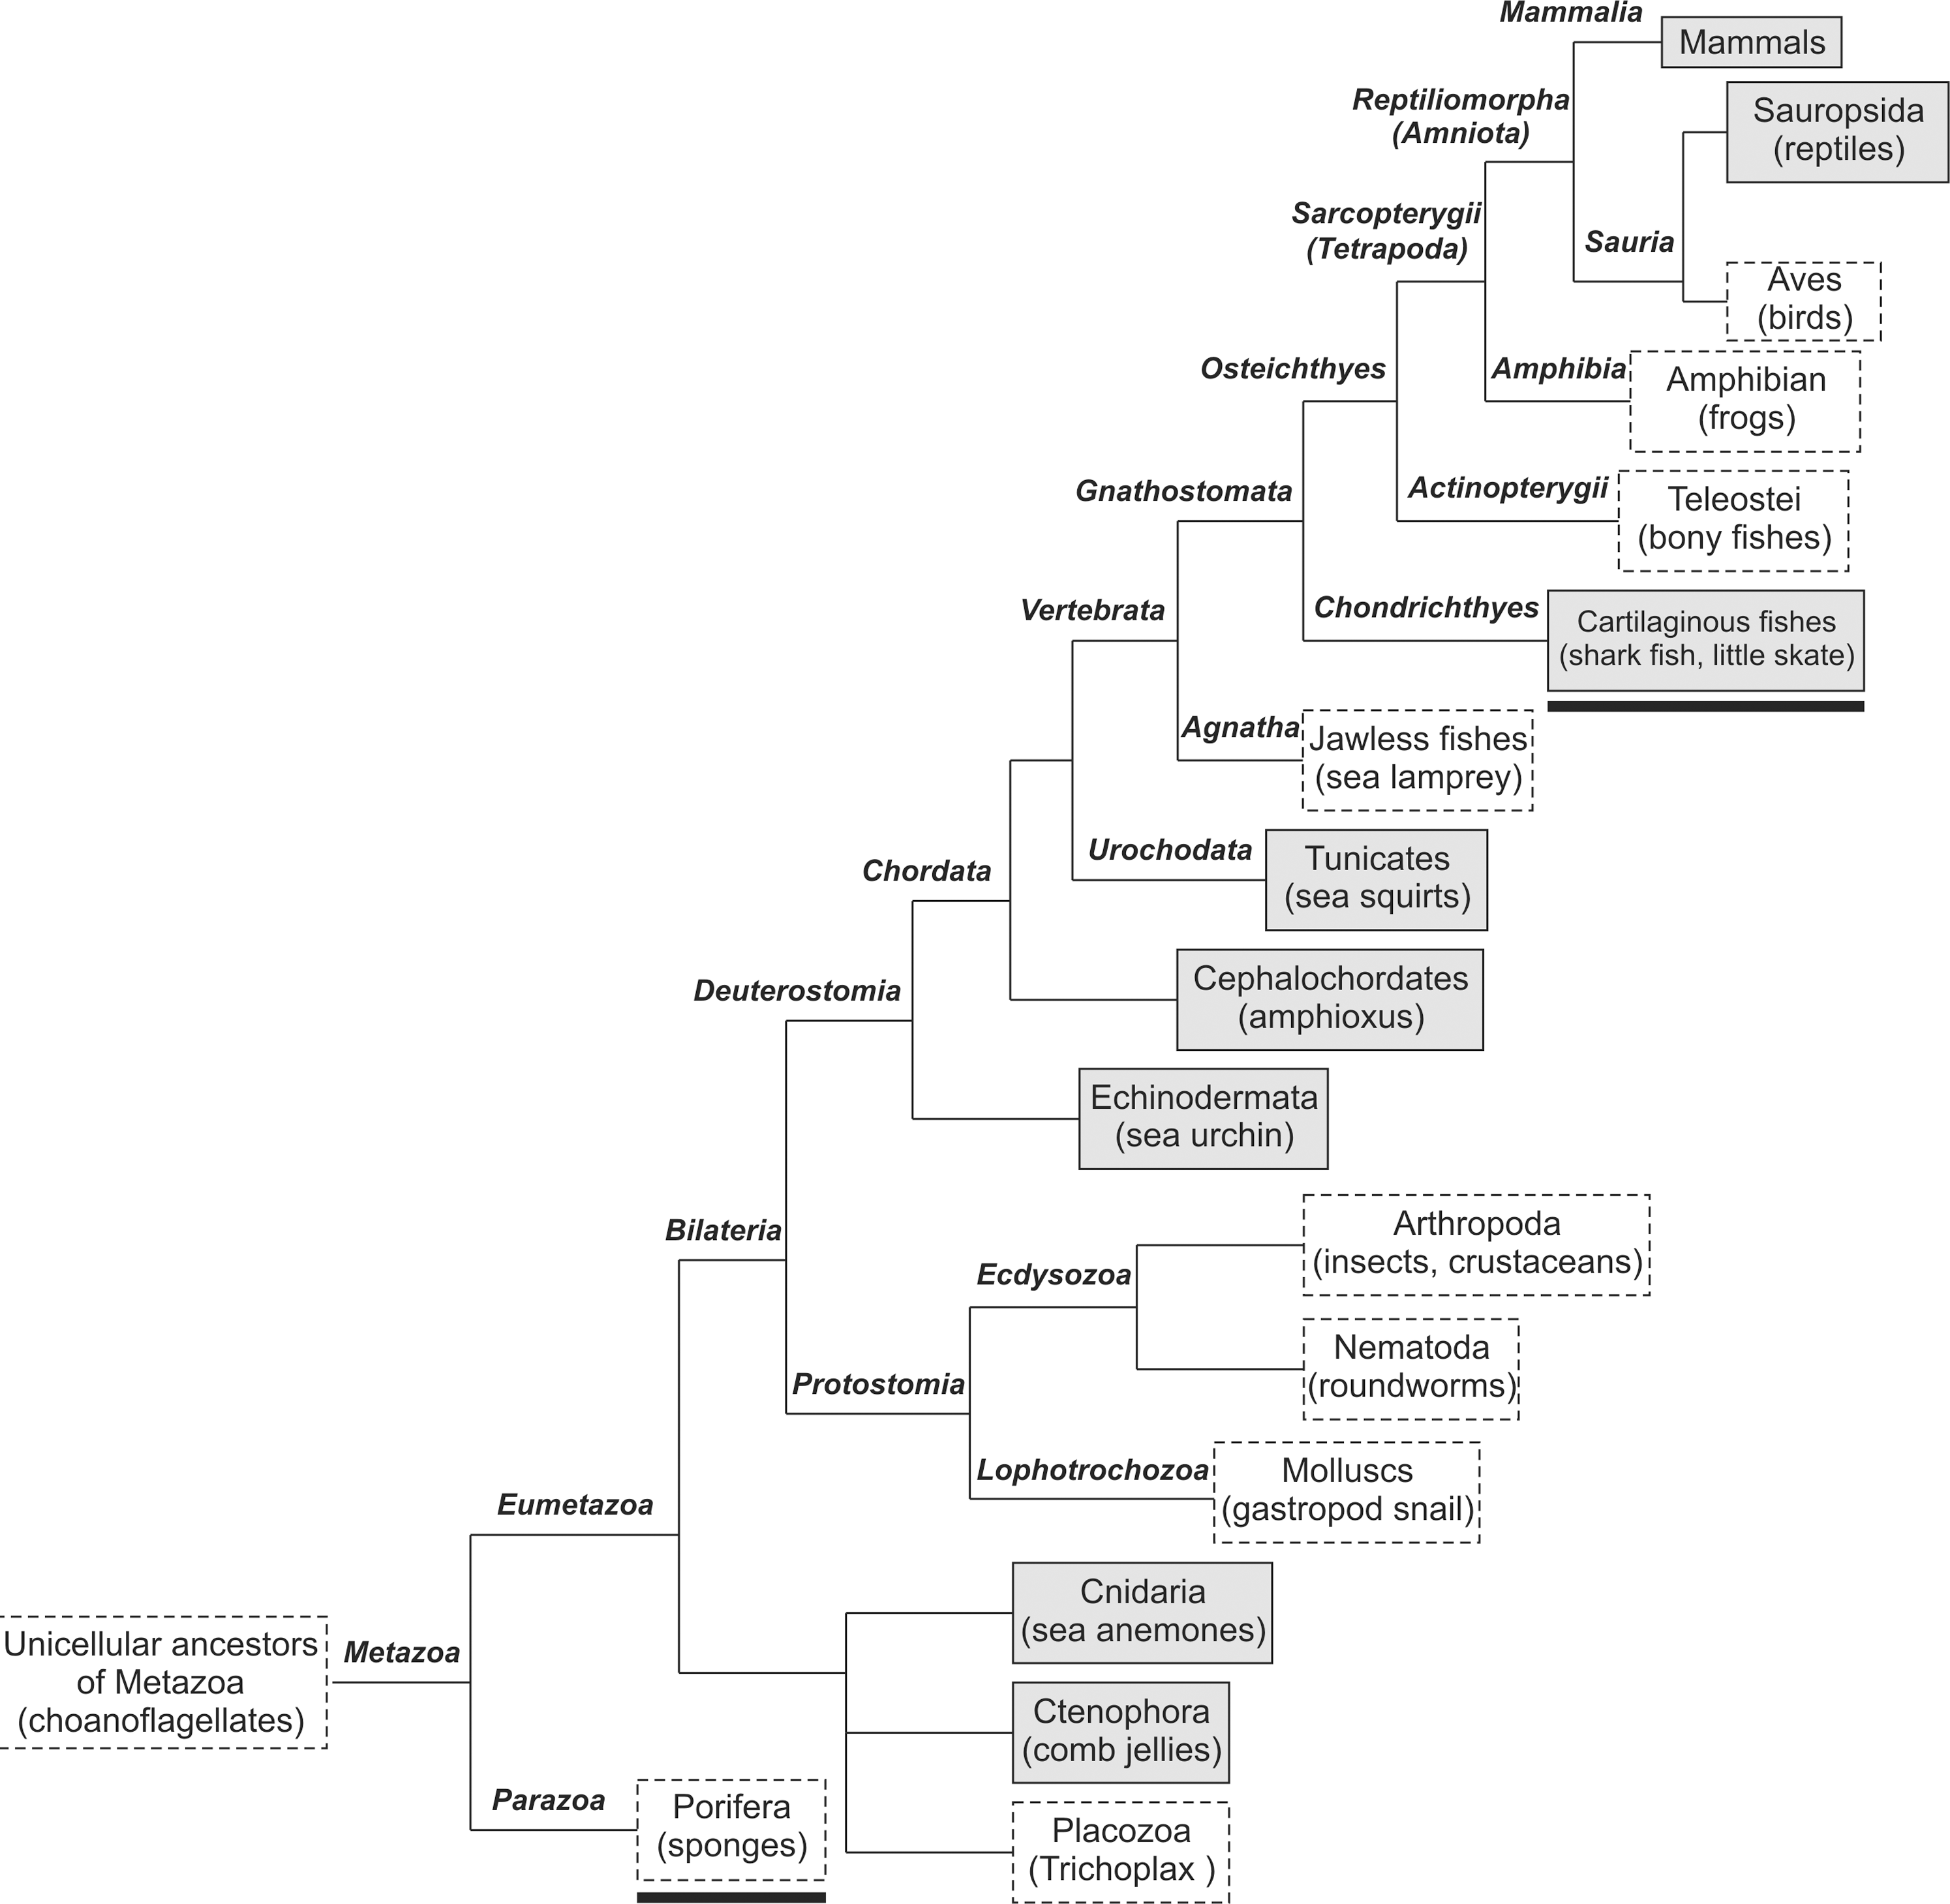 Mammalia
Mammals
Reptiliomorpha
(Amniota)
Sauropsida
(reptiles)
Sarcopterygii
(Tetrapoda)
Sauria
Aves
(birds)
Osteichthyes
Amphibia
Amphibian
(frogs)
Gnathostomata
Actinopterygii
Teleostei
(bony fishes)
Vertebrata
Chondrichthyes
Cartilaginous fishes
(shark fish, little skate)
Agnatha
Jawless fishes
(sea lamprey)
Chordata
Urochodata
Tunicates
(sea squirts)
Deuterostomia
Cephalochordates
(amphioxus)
Echinodermata
(sea urchin)
Bilateria
Arthropoda
(insects, crustaceans)
Ecdysozoa
Nematoda
(roundworms)
Protostomia
Lophotrochozoa
Molluscs
(gastropod snail)
Eumetazoa
Cnidaria
(sea anemones)
Unicellular ancestors
of Metazoa
(choanoflagellates)
Metazoa
Ctenophora
(comb jellies)
Parazoa
Porifera
(sponges)
Placozoa
(Trichoplax )